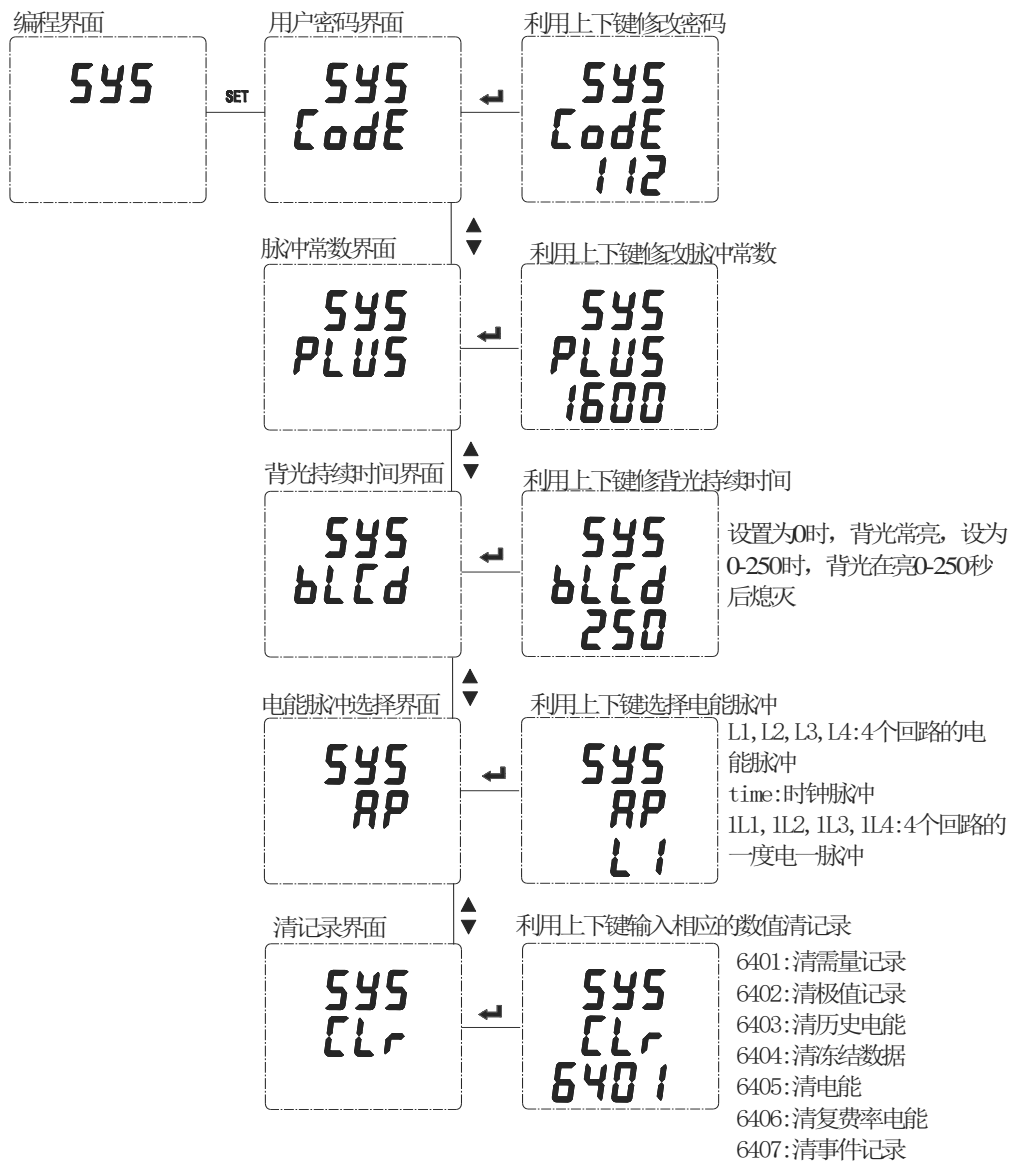 编程界面
SYS
SET
用户密码界面
SYS
CodE
利用上下键修改密码
SYS
CodE
112
脉冲常数界面
SYS
PLUS
利用上下键修改脉冲常数
SYS
PLUS
1600
背光持续时间界面
SYS
bLCd
利用上下键修背光持续时间
SYS
bLCd
250
设置为0时，背光常亮，设为
0-250时，背光在亮0-250秒
后熄灭
电能脉冲选择界面
SYS
AP
利用上下键选择电能脉冲
SYS
AP
L1
L1,L2,L3,L4:4个回路的电
能脉冲
time:时钟脉冲
1L1,1L2,1L3,1L4:4个回路的
一度电一脉冲
清记录界面
SYS
CLr
利用上下键输入相应的数值清记录
SYS
CLr
6401
6401:清需量记录
6402:清极值记录
6403:清历史电能
6404:清冻结数据
6405:清电能
6406:清复费率电能
6407:清事件记录